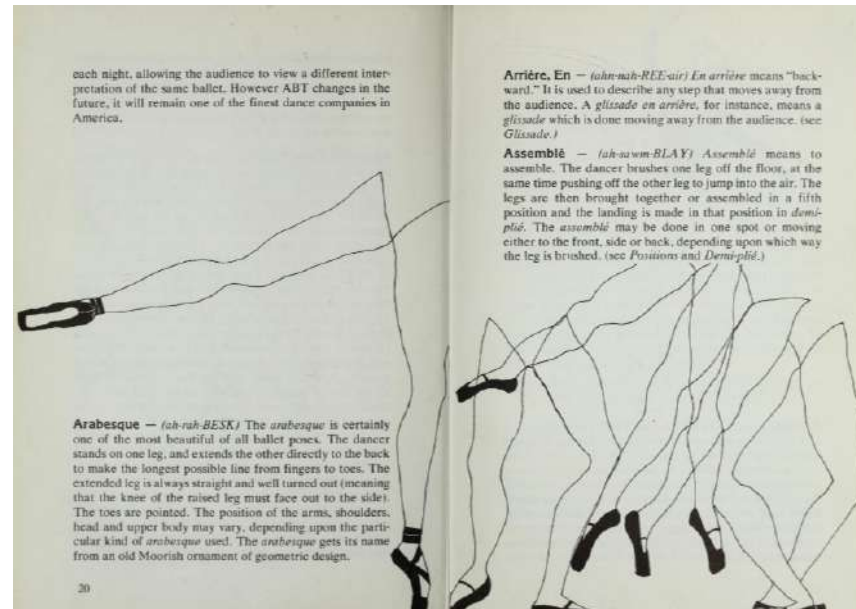 each night, allowing the audience to view a different inter-
pretation of the same ballet. However ABT changes in the
future, it will remain one of the finest dance companies in
America.
Arabesque — (ah-rah-BESK) The arabesque is certainly
one of the most beautiful of all ballet poses. The dancer
stands on one leg, and extends the other directly to the back
to make the longest possible line from fingers to toes. The
extended leg is always straight and well turned out (meaning
that the knee of the raised leg must face out to the side).
The toes are pointed. The position of the arms, shoulders,
head and upper body may vary, depending upon the parti-
cular kind of arabesque used. The arabesque gets its name
from an old Moorish ornament of geometric design.
20
Arrière, En — (ahn-nah-REE-air) En arrière means "back-
ward." It is used to describe any step that moves away from
the audience. A glissade en arrière, for instance, means a
glissade which is done moving away from the audience. (see
Glissade.)
Assemblé — (ah-sawm-BLAY) Assemblé means to
assemble. The dancer brushes one leg off the floor, at the
same time pushing off the other leg to jump into the air. The
legs are then brought together or assembled in a fifth
position and the landing is made in that position in demi-
plié. The assemblé may be done in one spot or moving
either to the front, side or back, depending upon which way
the leg is brushed. (see Positions and Demi-plié.)